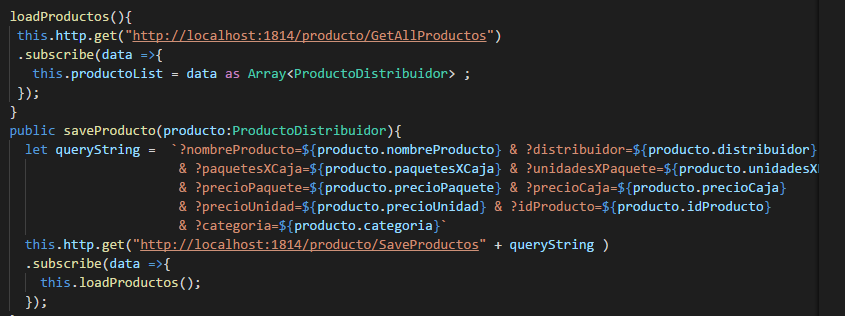 loadProductos(){
this.http.get("http://localhost:1814/producto/GetAllProductos")
.subscribe(data =>{
this.productoList = data as Array<ProductoDistribuidor> ;
});
}
public saveProducto(producto:ProductoDistribuidor){
let queryString = `?nombreProducto=${producto.nombreProducto} & ?distribuidor=${producto.distribuidor}
& ?paquetesXCaja=${producto.paquetesXCaja} & ?unidadesXPaquete=${producto.unidadesX
& ?precioPaquete=${producto.precioPaquete} & ?precioCaja=${producto.precioCaja}
& ?precioUnidad=${producto.precioUnidad} & ?idProducto=${producto.idProducto}
& ?categoria=${producto.categoria}`
this.http.get("http://localhost:1814/producto/SaveProductos" + queryString )
.subscribe(data =>{
this.loadProductos();
});